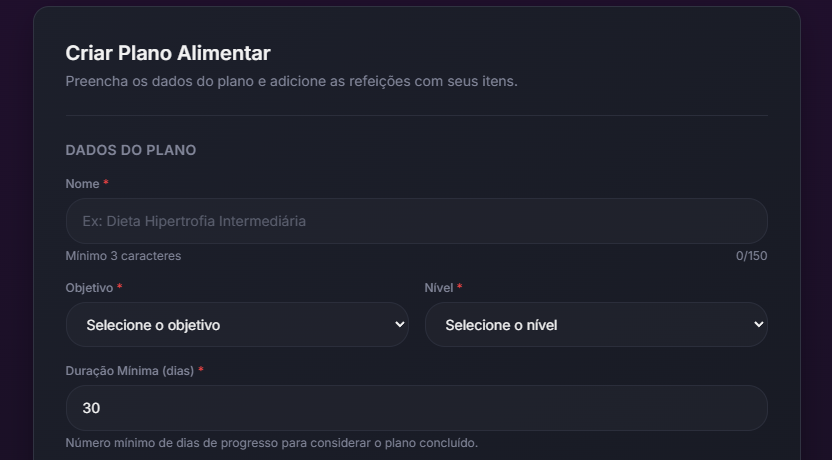 Criar Plano Alimentar
Preencha os dados do plano e adicione as refeições com seus itens.
DADOS DO PLANO
Nome *
Ex: Dieta Hipertrofia Intermediária
Mínimo 3 caracteres 0/150
Objetivo * Nível *
Selecione o objetivo Selecione o nível
Duração Mínima (dias) *
30
Número mínimo de dias de progresso para considerar o plano concluído.